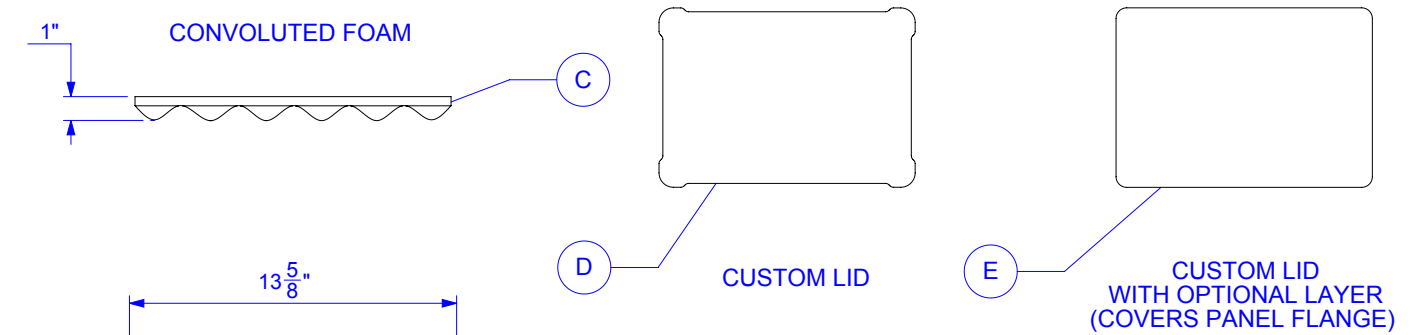 1"
CONVOLUTED FOAM
C
D
CUSTOM LID
E
CUSTOM LID
WITH OPTIONAL LAYER
(COVERS PANEL FLANGE)
13 5/8"